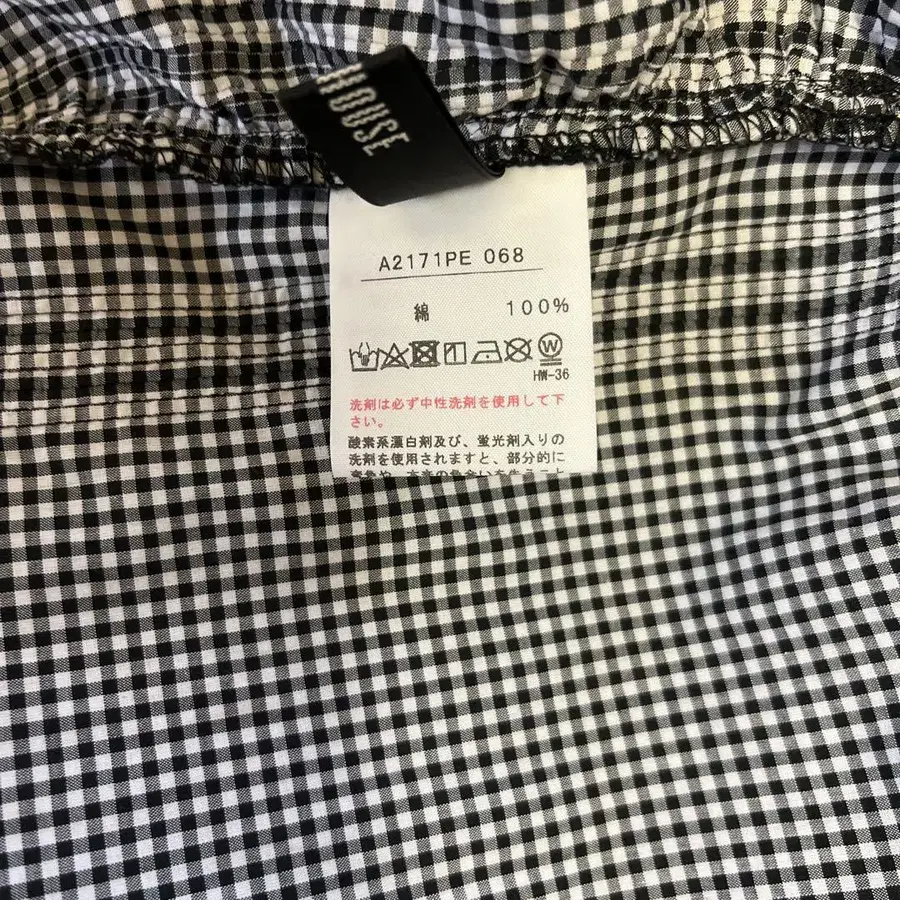 HOUSE
A2171PE 068
綿 100%
W
HW-36
洗剤は必ず中性洗剤を使用して下
さい。
酸素系漂白剤及び、蛍光剤入りの
洗剤を使用されますと、部分的に